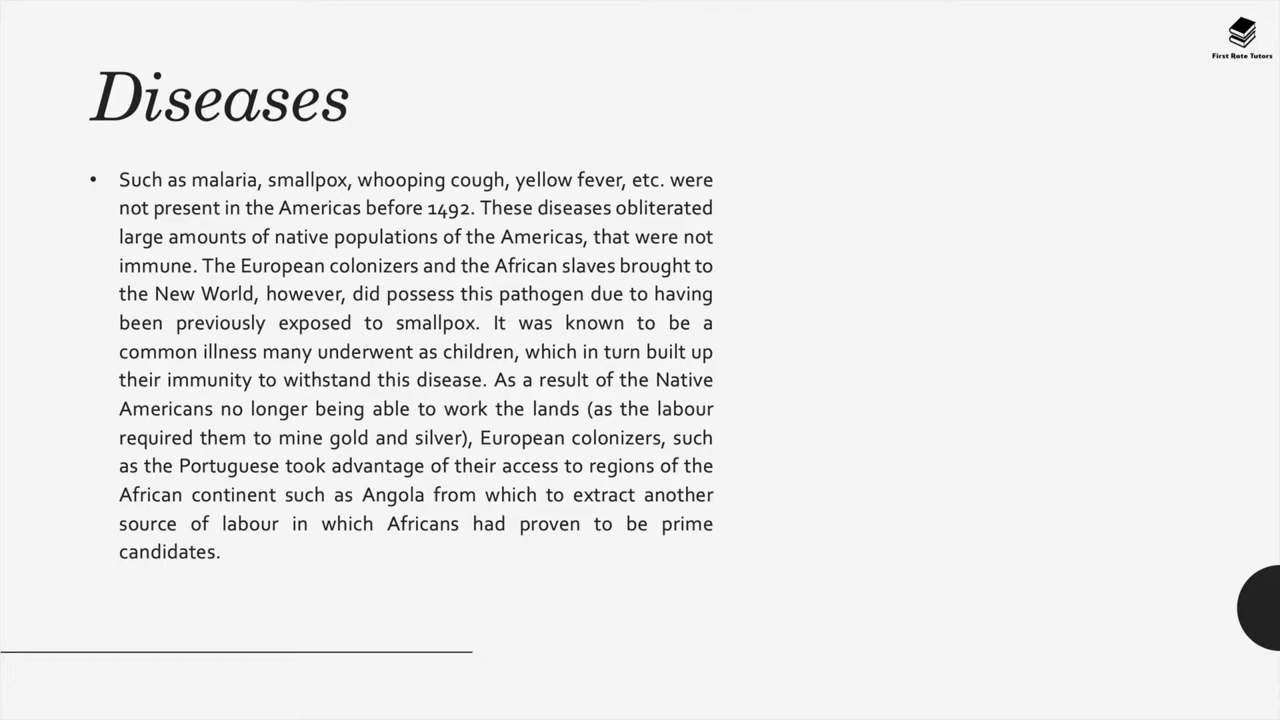 First Rate Tutors
Diseases
• Such as malaria, smallpox, whooping cough, yellow fever, etc. were
not present in the Americas before 1492. These diseases obliterated
large amounts of native populations of the Americas, that were not
immune. The European colonizers and the African slaves brought to
the New World, however, did possess this pathogen due to having
been previously exposed to smallpox. It was known to be a
common illness many underwent as children, which in turn built up
their immunity to withstand this disease. As a result of the Native
Americans no longer being able to work the lands (as the labour
required them to mine gold and silver), European colonizers, such
as the Portuguese took advantage of their access to regions of the
African continent such as Angola from which to extract another
source of labour in which Africans had proven to be prime
candidates.